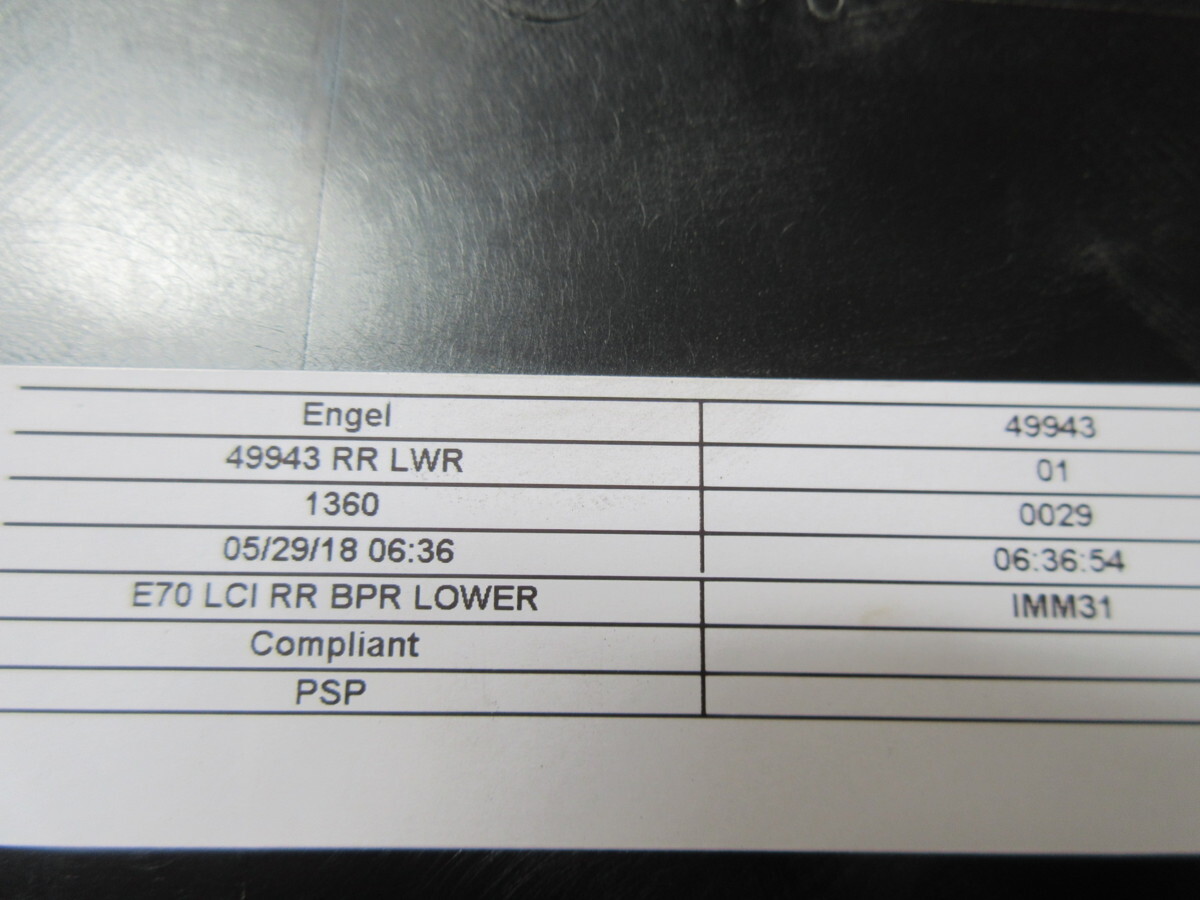 Engel 49943
49943 RR LWR 01
1360 0029
05/29/18 06:36 06:36:54
E70 LCI RR BPR LOWER IMM31
Compliant
PSP